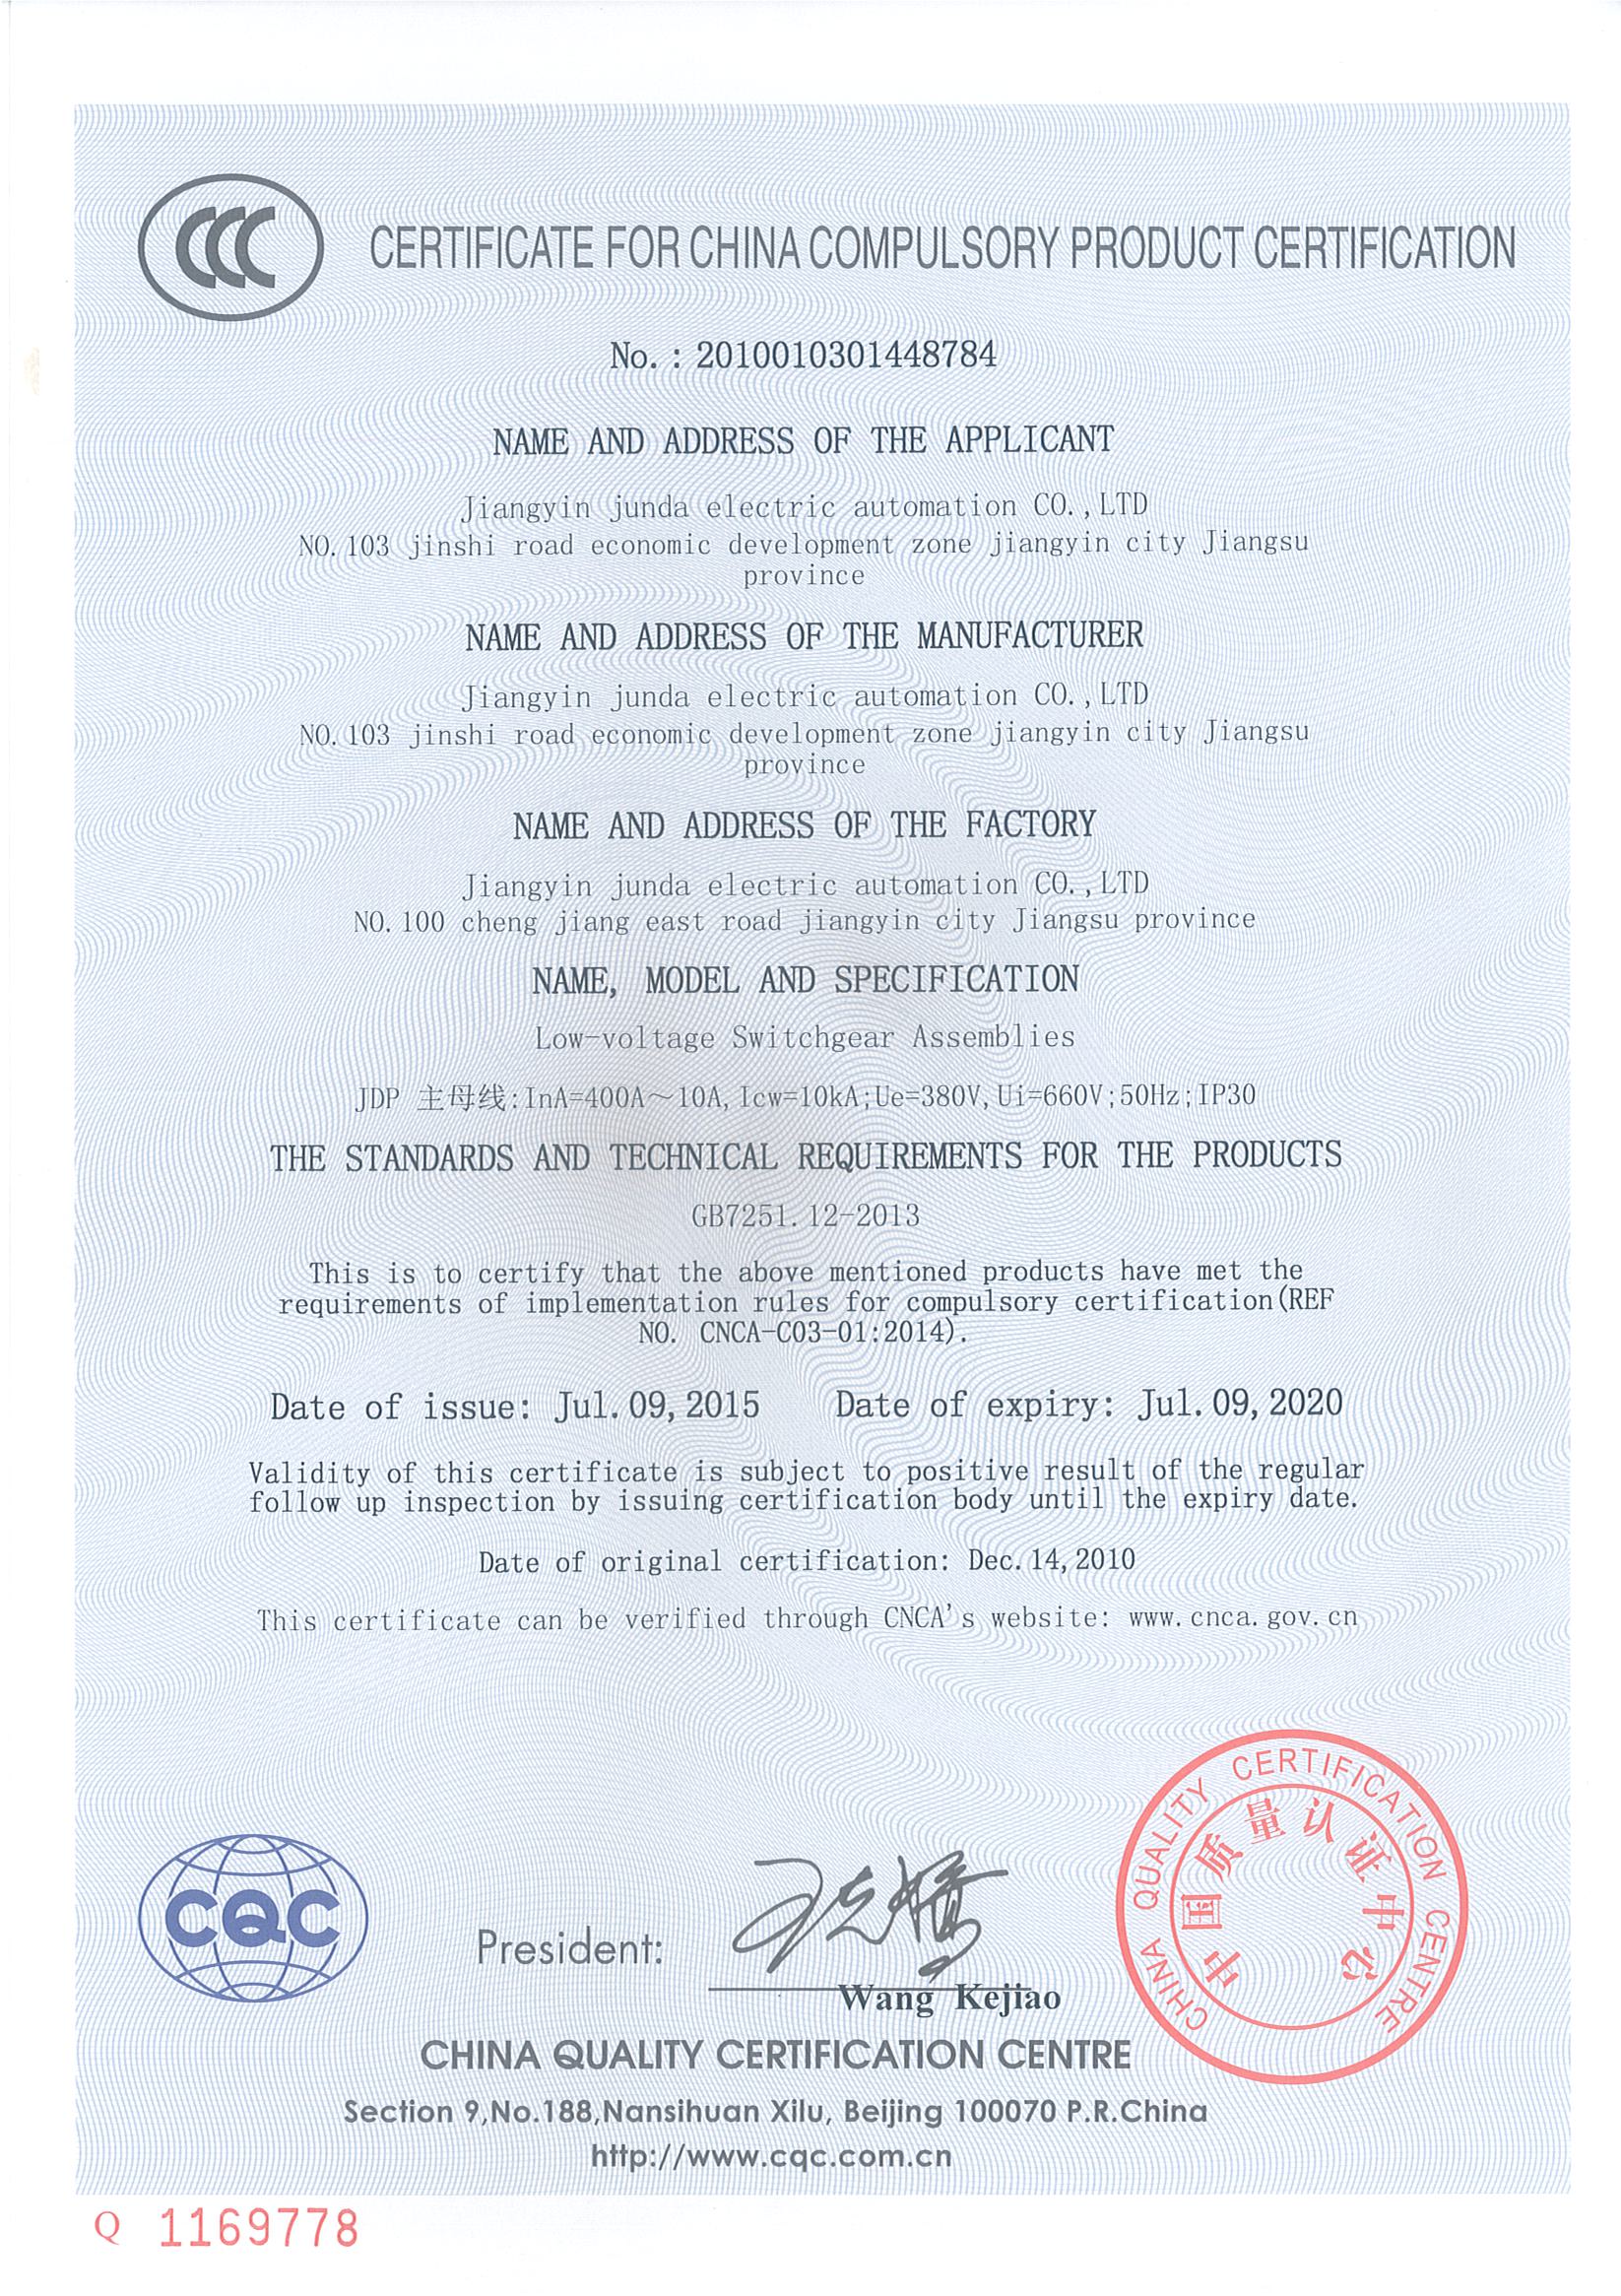 CCC
CERTIFICATE FOR CHINA COMPULSORY PRODUCT CERTIFICATION
No.: 2010010301448784
NAME AND ADDRESS OF THE APPLICANT
Jiangyin junda electric automation CO.,LTD
NO.103 jinshi road economic development zone jiangyin city Jiangsu
province
NAME AND ADDRESS OF THE MANUFACTURER
Jiangyin junda electric automation CO.,LTD
NO.103 jinshi road economic development zone jiangyin city Jiangsu
province
NAME AND ADDRESS OF THE FACTORY
Jiangyin junda electric automation CO.,LTD
NO.100 cheng jiang east road jiangyin city Jiangsu province
NAME, MODEL AND SPECIFICATION
Low-voltage Switchgear Assemblies
JDP 主母线:InA=400A～10A,Icw=10kA;Ue=380V,Ui=660V;50Hz;IP30
THE STANDARDS AND TECHNICAL REQUIREMENTS FOR THE PRODUCTS
GB7251.12-2013
This is to certify that the above mentioned products have met the
requirements of implementation rules for compulsory certification(REF
NO. CNCA-C03-01:2014).
Date of issue: Jul.09,2015 Date of expiry: Jul.09,2020
Validity of this certificate is subject to positive result of the regular
follow up inspection by issuing certification body until the expiry date.
Date of original certification: Dec.14,2010
This certificate can be verified through CNCA's website: www.cnca.gov.cn
CHINA QUALITY CERTIFICATION CENTRE
中国质量认证中心
CQC
President: 王克娇
Wang Kejiao
CHINA QUALITY CERTIFICATION CENTRE
Section 9,No.188,Nansihuan Xilu, Beijing 100070 P.R.China
http://www.cqc.com.cn
Q 1169778